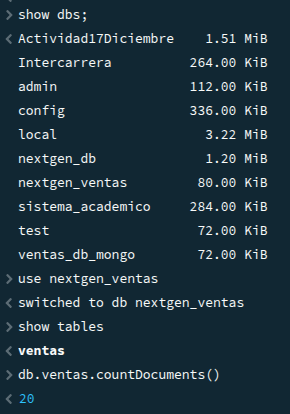 > show dbs;
< Actividad17Diciembre    1.51 MiB
Intercarrera          264.00 KiB
admin                 112.00 KiB
config                336.00 KiB
local                   3.22 MiB
nextgen_db              1.20 MiB
nextgen_ventas         80.00 KiB
sistema_academico     284.00 KiB
test                   72.00 KiB
ventas_db_mongo        72.00 KiB
> use nextgen_ventas
< switched to db nextgen_ventas
> show tables
< ventas
> db.ventas.countDocuments()
< 20